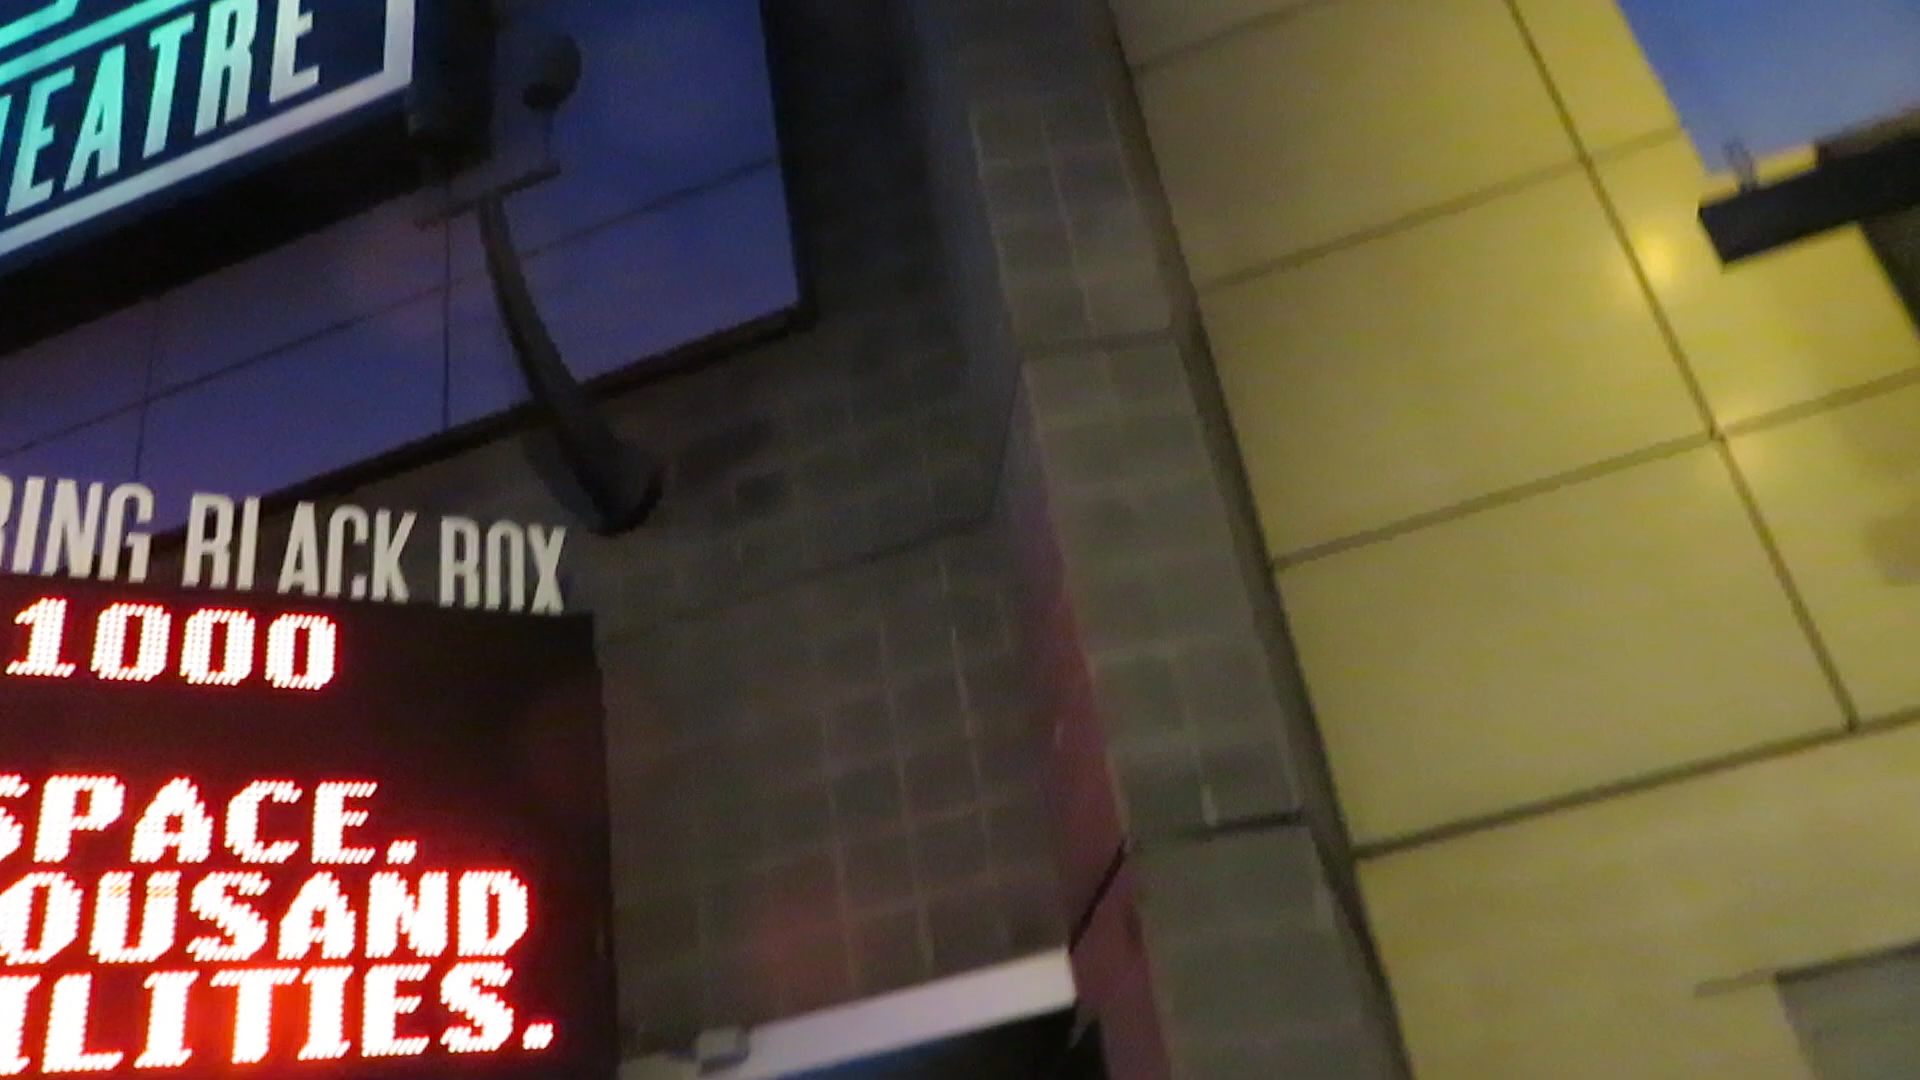 EATRE
RING BLACK BOX
1000
SPACE.
OUSAND
ILITIES.